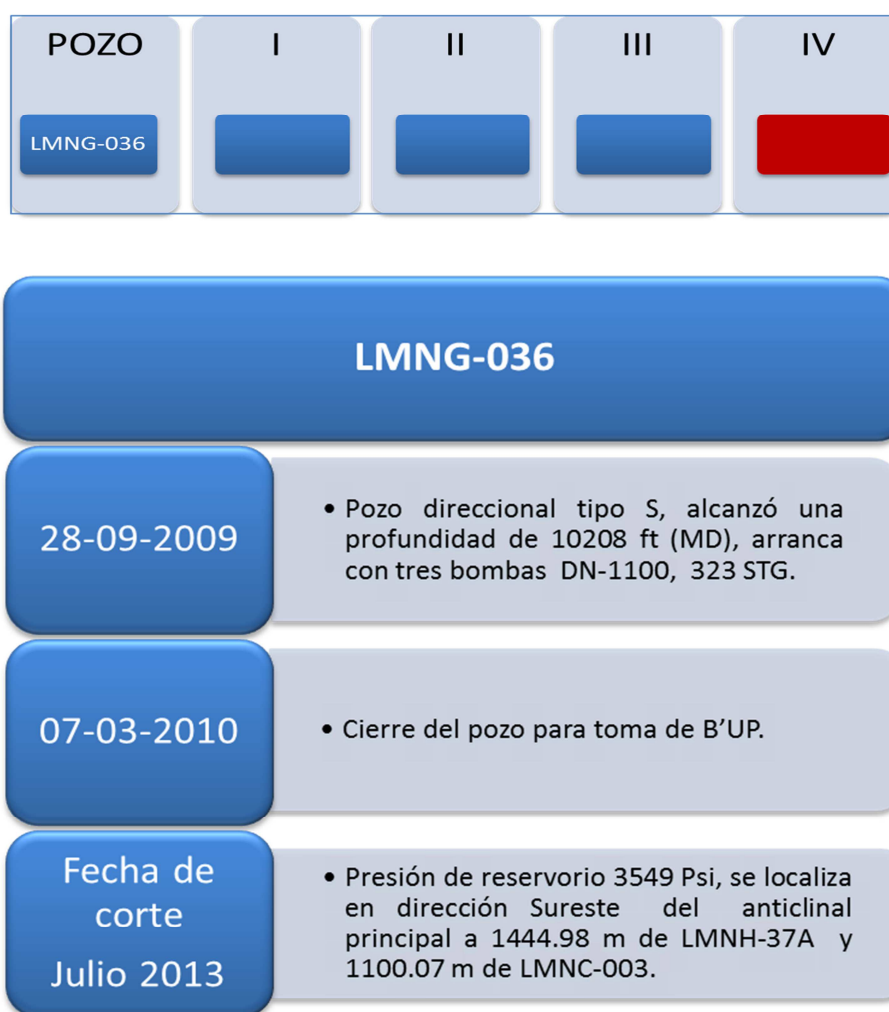 POZO I II III IV
LMNG-036
LMNG-036
28-09-2009
• Pozo direccional tipo S, alcanzó una
profundidad de 10208 ft (MD), arranca
con tres bombas DN-1100, 323 STG.
07-03-2010
• Cierre del pozo para toma de B’UP.
Fecha de
corte
Julio 2013
• Presión de reservorio 3549 Psi, se localiza
en dirección Sureste del anticlinal
principal a 1444.98 m de LMNH-37A y
1100.07 m de LMNC-003.